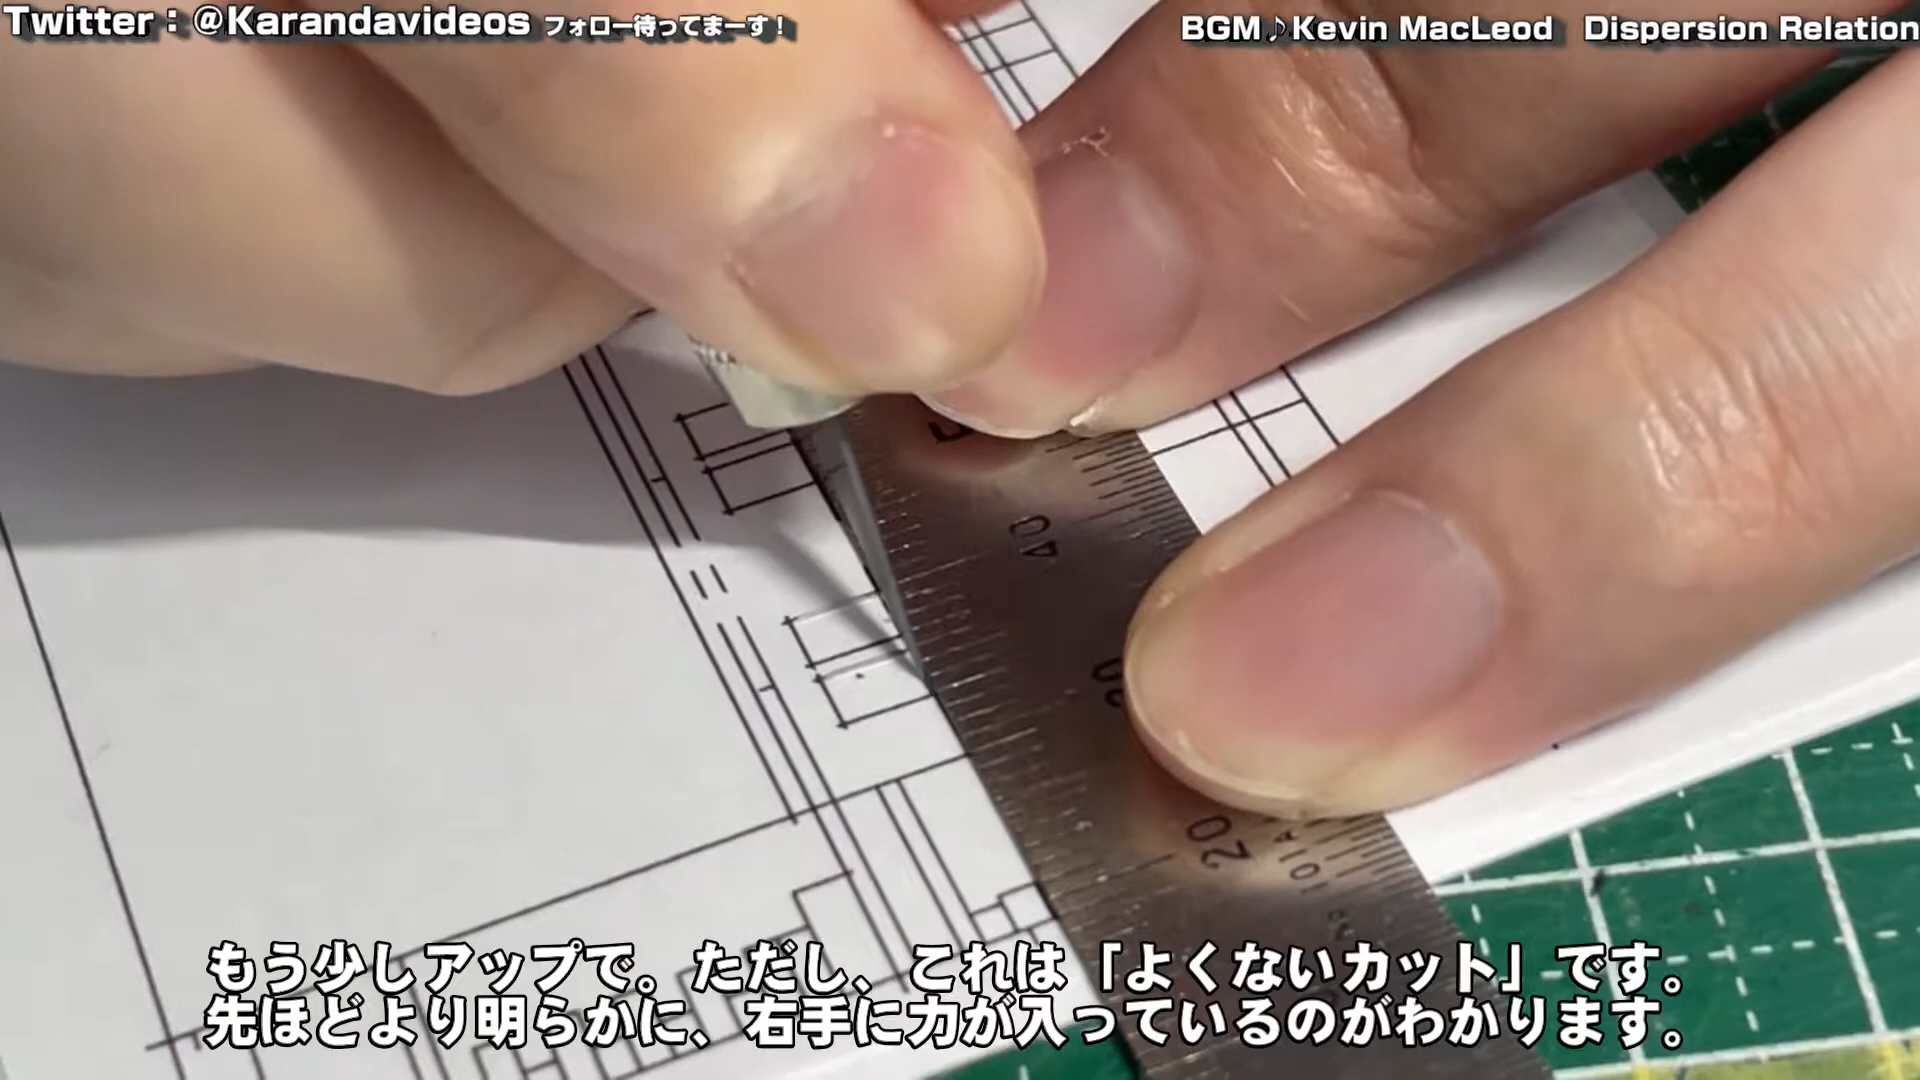 Twitter：@Karandavideos フォロー待ってまーす！
BGM♪Kevin MacLeod　Dispersion Relation
40
20
もう少しアップで。ただし、これは「よくないカット」です。
先ほどより明らかに、右手に力が入っているのがわかります。